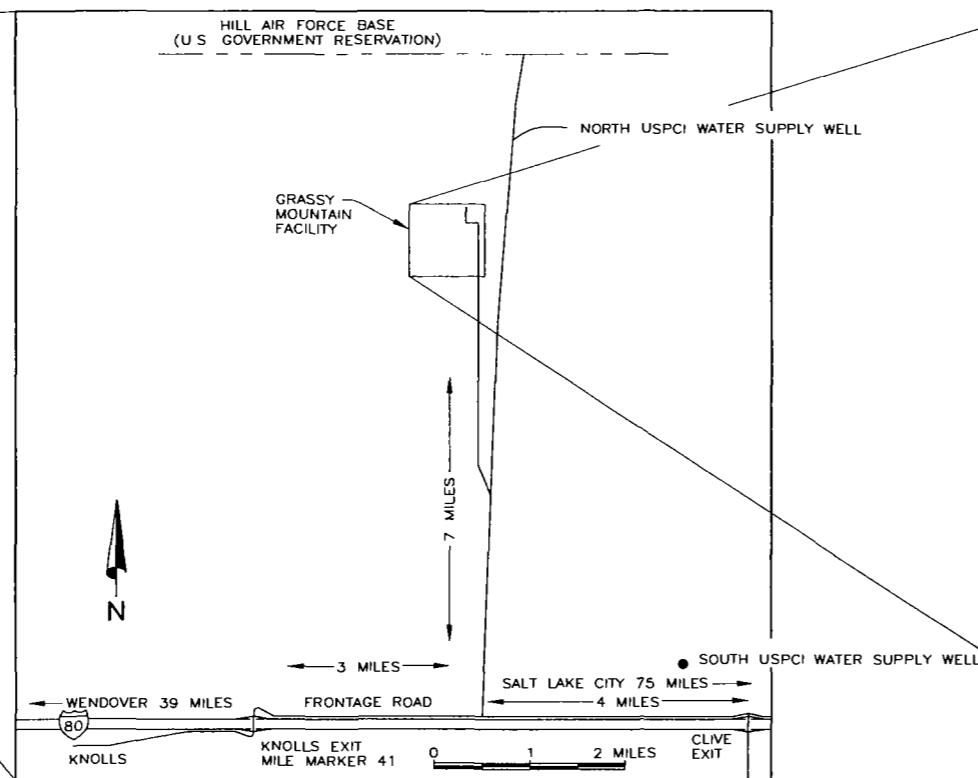 HILL AIR FORCE BASE
(U S GOVERNMENT RESERVATION)
NORTH USPCI WATER SUPPLY WELL
GRASSY
MOUNTAIN
FACILITY
7 MILES
N
3 MILES
SOUTH USPCI WATER SUPPLY WELL
SALT LAKE CITY 75 MILES
WENDOVER 39 MILES
FRONTAGE ROAD
4 MILES
80
KNOLLS
KNOLLS EXIT
MILE MARKER 41
0 1 2 MILES
CLIVE
EXIT